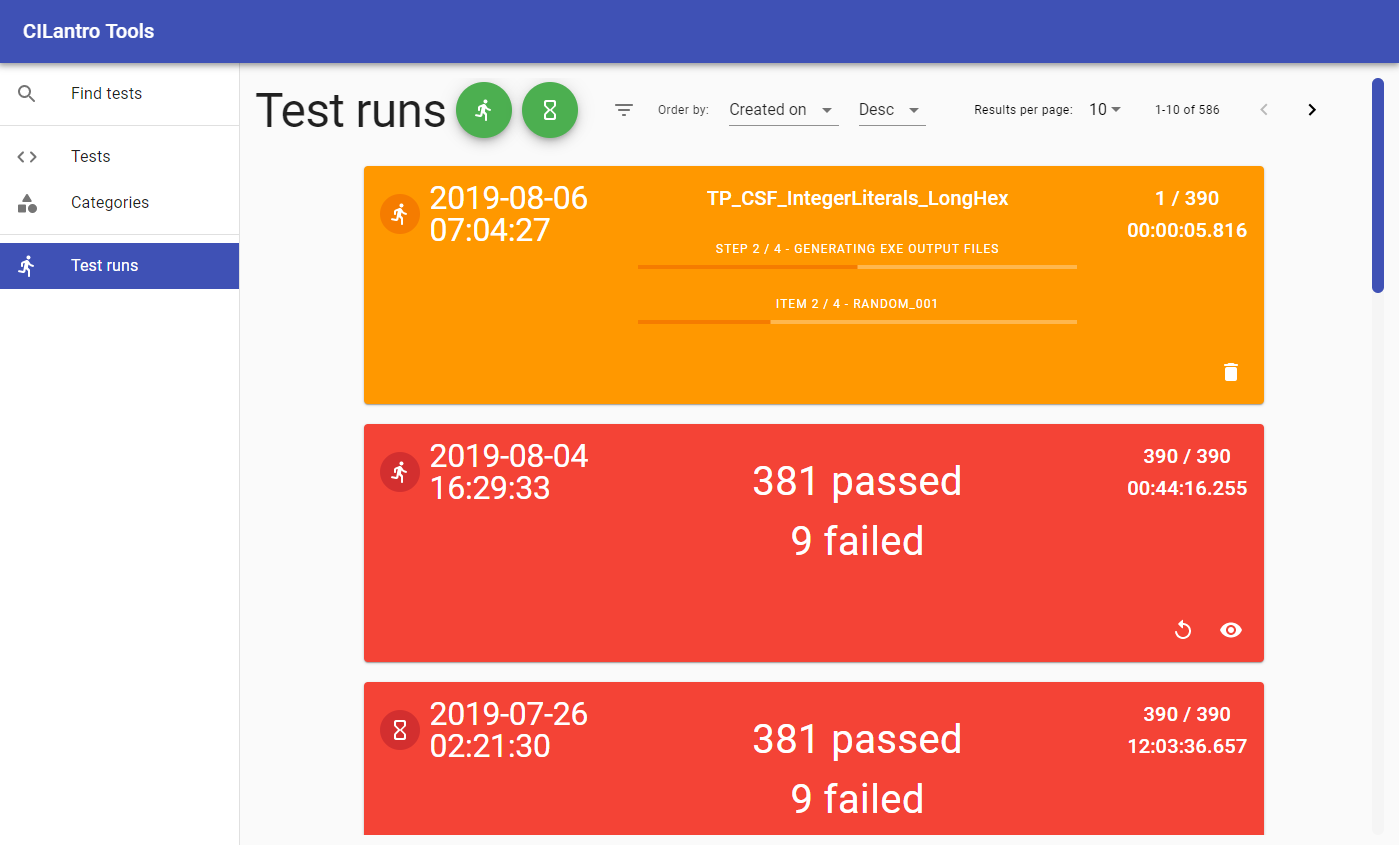 CILantro Tools
Find tests
Tests
Categories
Test runs
Test runs
Order by: Created on Desc Results per page: 10 1-10 of 586
2019-08-06
07:04:27
TP_CSF_IntegerLiterals_LongHex
STEP 2 / 4 - GENERATING EXE OUTPUT FILES
ITEM 2 / 4 - RANDOM_001
1 / 390
00:00:05.816
2019-08-04
16:29:33
381 passed
9 failed
390 / 390
00:44:16.255
2019-07-26
02:21:30
381 passed
9 failed
390 / 390
12:03:36.657